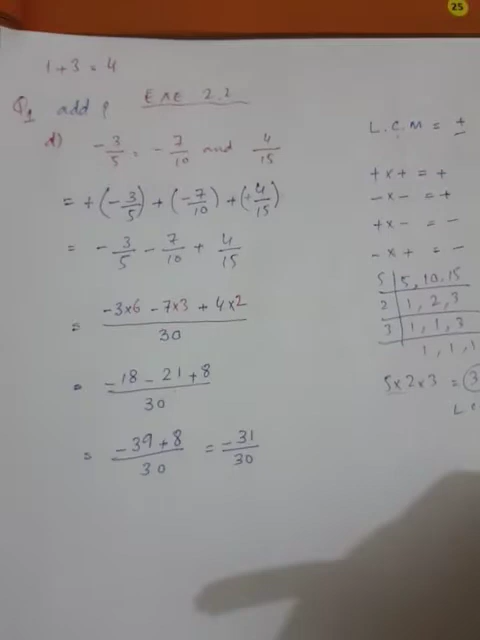 25
1 + 3 = 4
EXE 2.2
Q1 add
d) -3/5, -7/10 and 4/15
= +(-3/5) + (-7/10) + (+4/15)
= -3/5 - 7/10 + 4/15
= -3×6 -7×3 + 4×2 / 30
= -18 - 21 + 8 / 30
= -39 + 8 / 30 = -31/30
L.C.M = ±
+ × + = +
- × - = +
+ × - = -
- × + = -
5 | 5, 10, 15
2 | 1, 2, 3
3 | 1, 1, 3
1, 1, 1
5×2×3 = 3